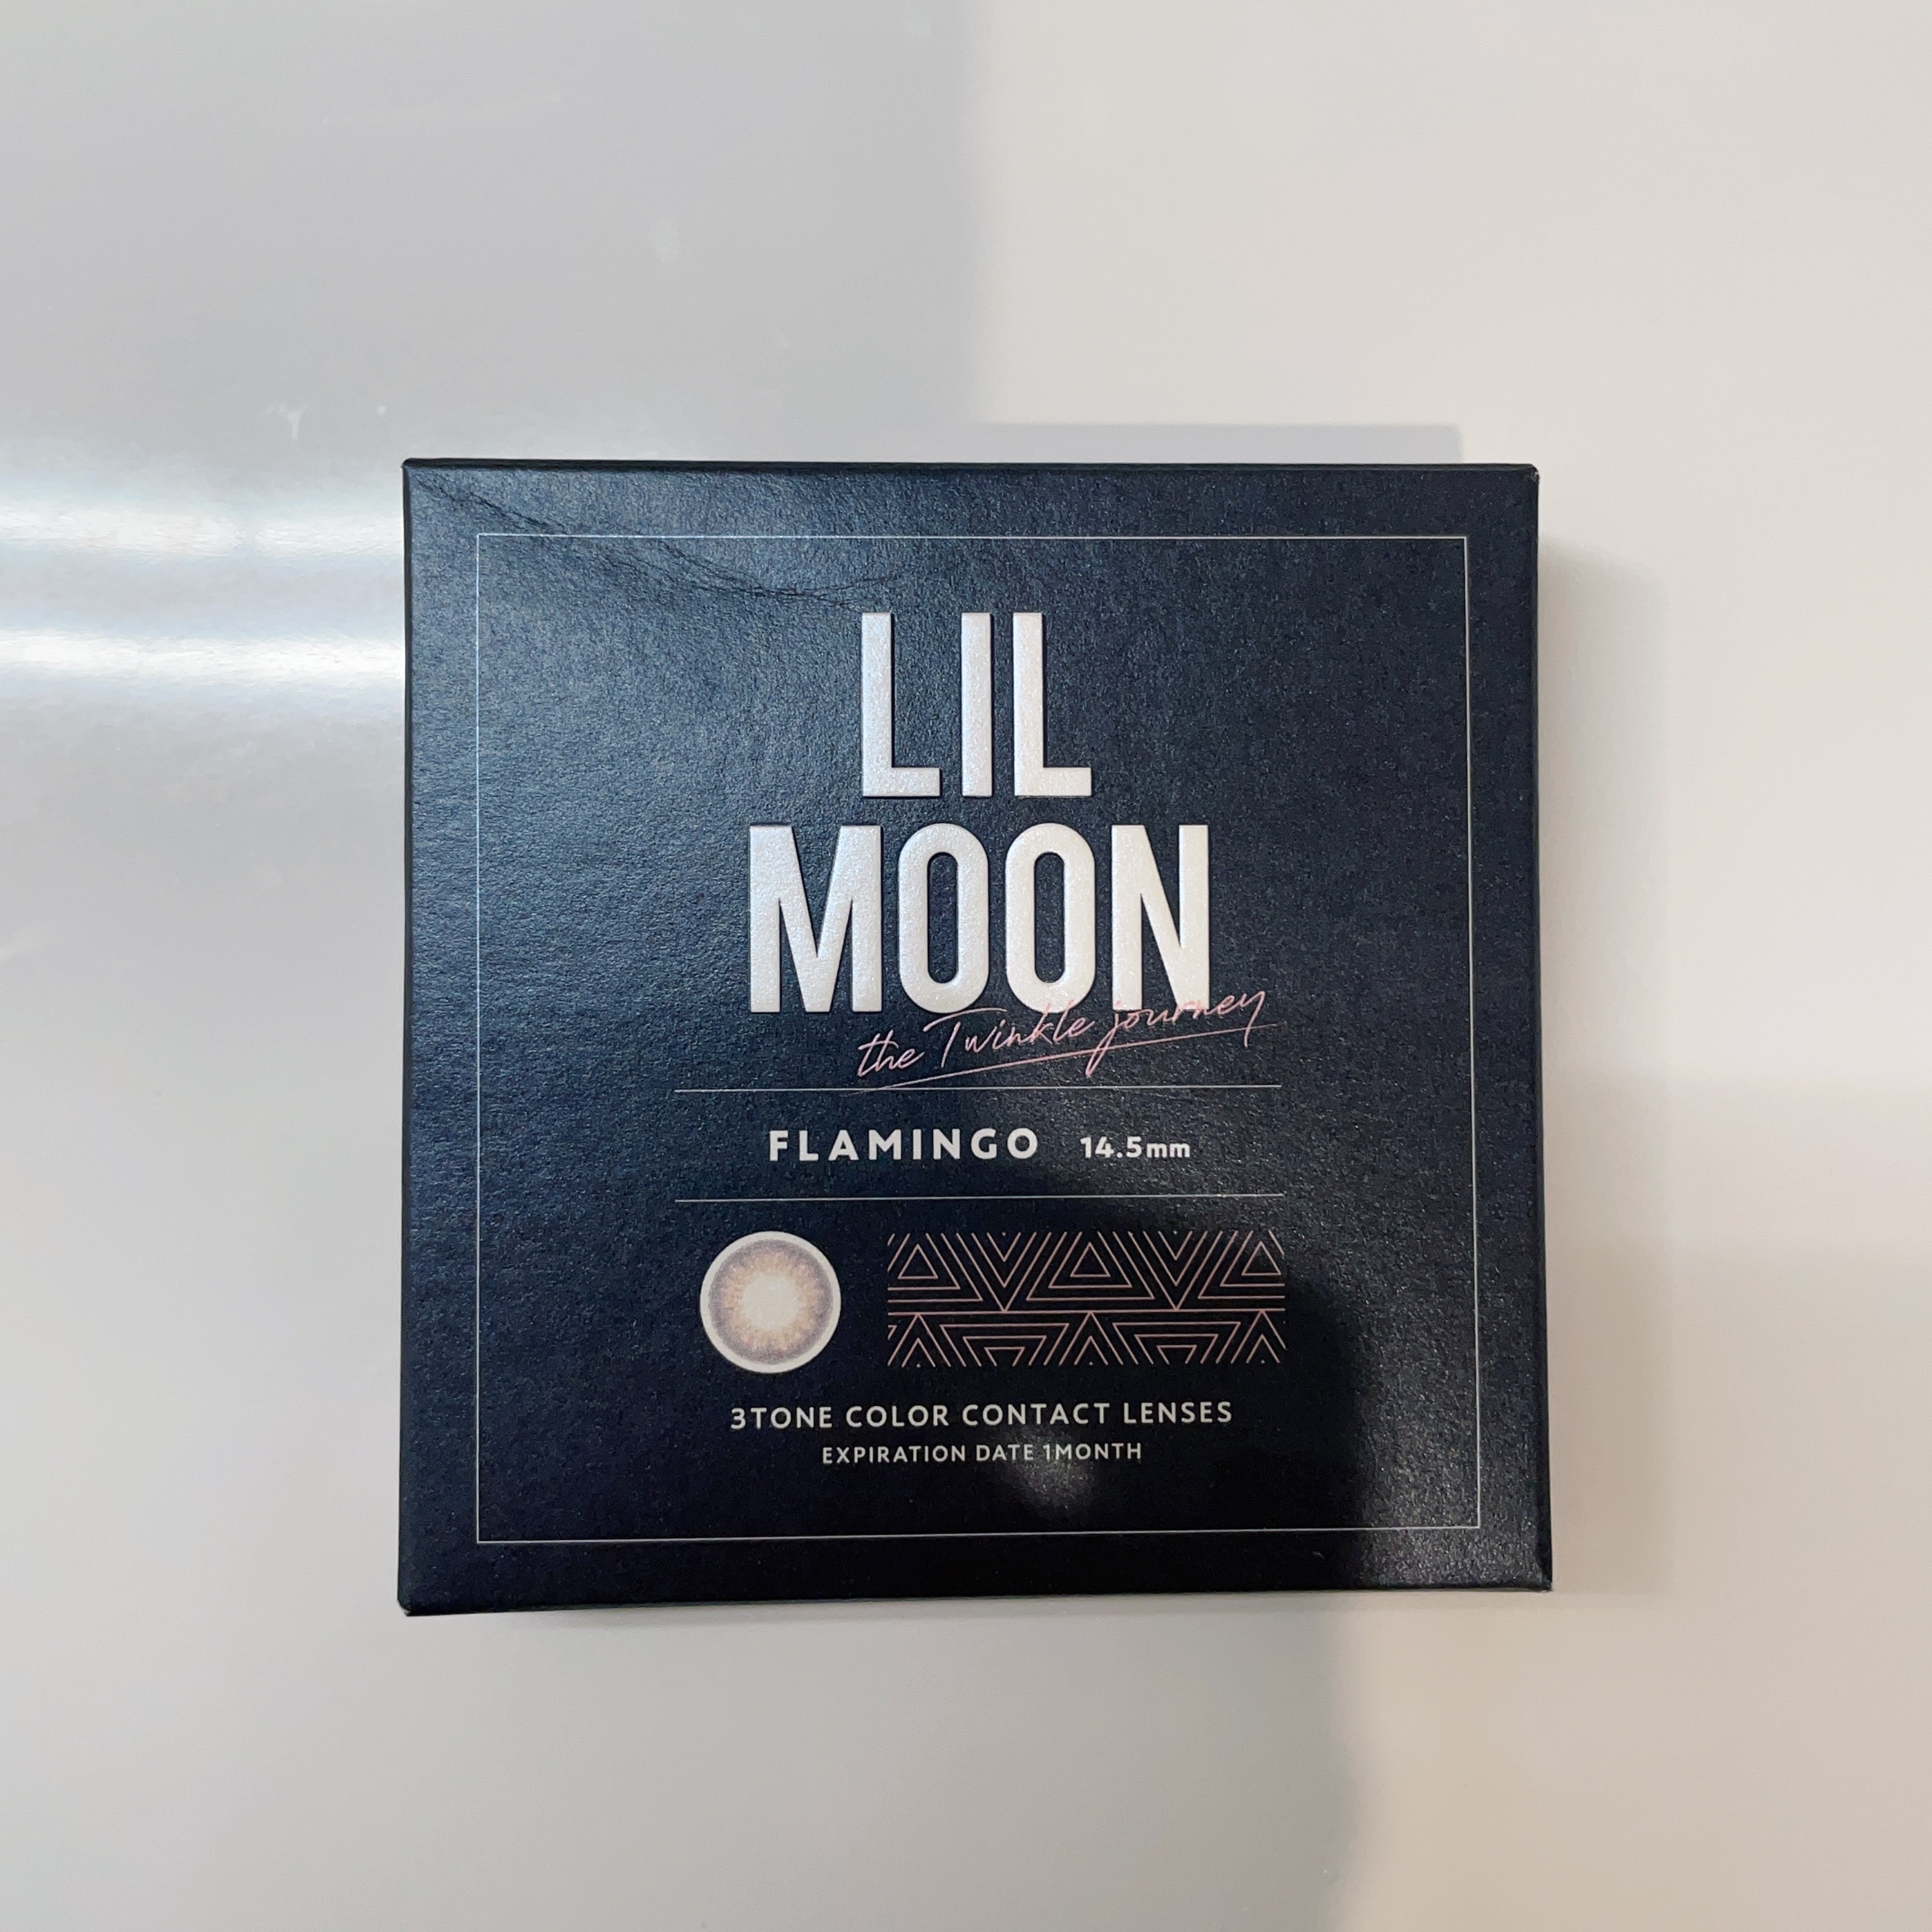 LIL
MOON
the Twinkle journey
FLAMINGO 14.5mm
3TONE COLOR CONTACT LENSES
EXPIRATION DATE 1MONTH